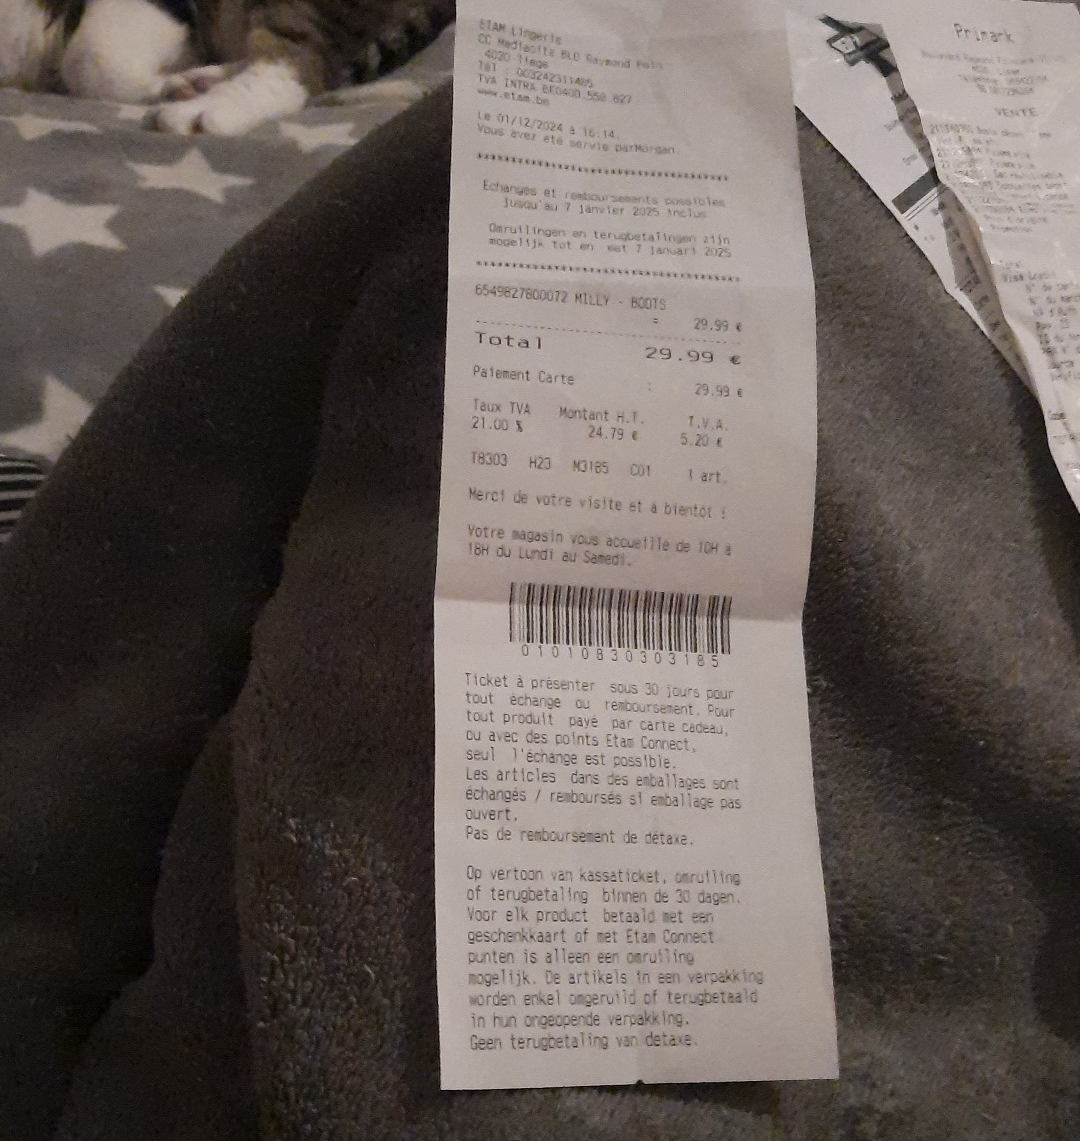 ETAM Lingerie
CC Mediacite BLD Raymond Poin
4020 liege
Tel : 003242311485
TVA INTRA BE0400.550.827
www.etam.be
Le 01/12/2024 à 16:14.
Vous avez été servie parMorgan.
****************************************
Echanges et remboursements possibles
jusqu'au 7 janvier 2025 inclus
Omruilingen en terugbetalingen zijn
mogelijk tot en met 7 januari 2025
****************************************
6549827800072 MILLY - BOOTS
= 29.99 €
Total 29.99 €
Paiement Carte : 29.99 €
Taux TVA Montant H.T. T.V.A.
21.00 % 24.79 € 5.20 €
T8303 H23 M3185 C01 1 art.
Merci de votre visite et à bientôt !
Votre magasin vous accueille de 10H à
18H du Lundi au Samedi.
01010830303185
Ticket à présenter sous 30 jours pour
tout échange ou remboursement. Pour
tout produit payé par carte cadeau,
ou avec des points Etam Connect,
seul l'échange est possible.
Les articles dans des emballages sont
échangés / remboursés si emballage pas
ouvert.
Pas de remboursement de détaxe.
Op vertoon van kassaticket, omruiling
of terugbetaling binnen de 30 dagen.
Voor elk product betaald met een
geschenkkaart of met Etam Connect
punten is alleen een omruiling
mogelijk. De artikels in een verpakking
worden enkel omgeruild of terugbetaald
in hun ongeopende verpakking.
Geen terugbetaling van detaxe.
Primark
VENTE